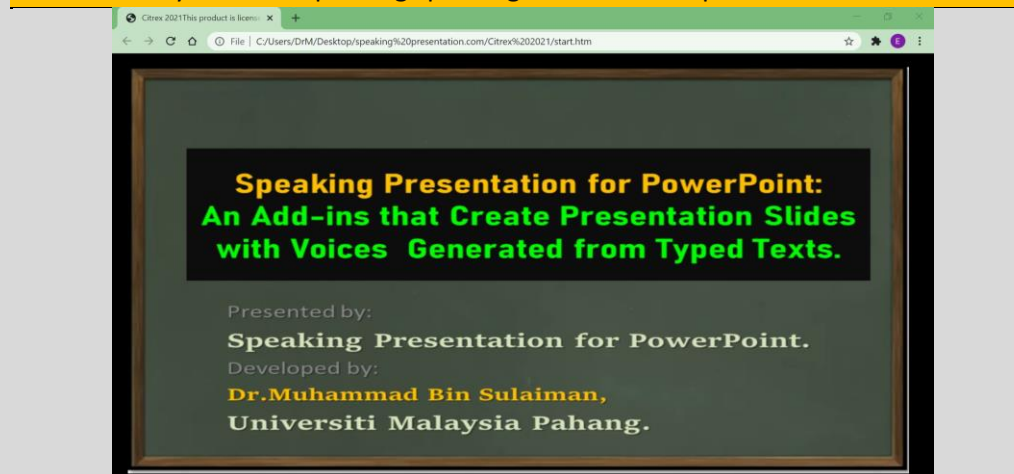 Citrex 2021This product is licens
File | C:/Users/DrM/Desktop/speaking%20presentation.com/Citrex%202021/start.htm
E
Speaking Presentation for PowerPoint:
An Add-ins that Create Presentation Slides
with Voices Generated from Typed Texts.
Presented by:
Speaking Presentation for PowerPoint.
Developed by:
Dr.Muhammad Bin Sulaiman,
Universiti Malaysia Pahang.